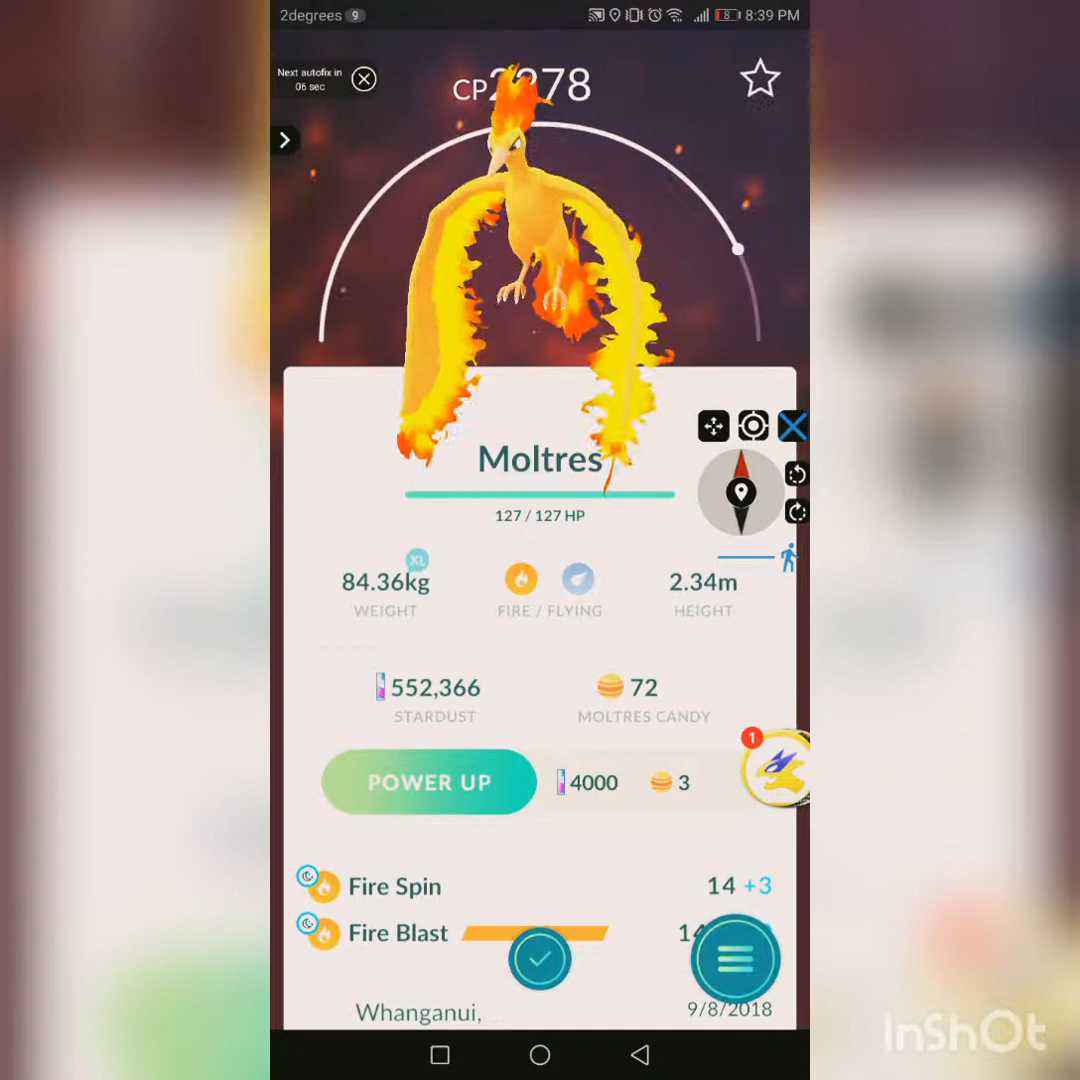 2degrees 9
8 8:39 PM
Next autofix in
06 sec
CP 78
Moltres
127 / 127 HP
XL
84.36kg
WEIGHT
FIRE / FLYING
2.34m
HEIGHT
552,366
STARDUST
72
MOLTRES CANDY
1
POWER UP
4000
3
Fire Spin
14 +3
Fire Blast
Whanganui,
9/8/2018
InShOt